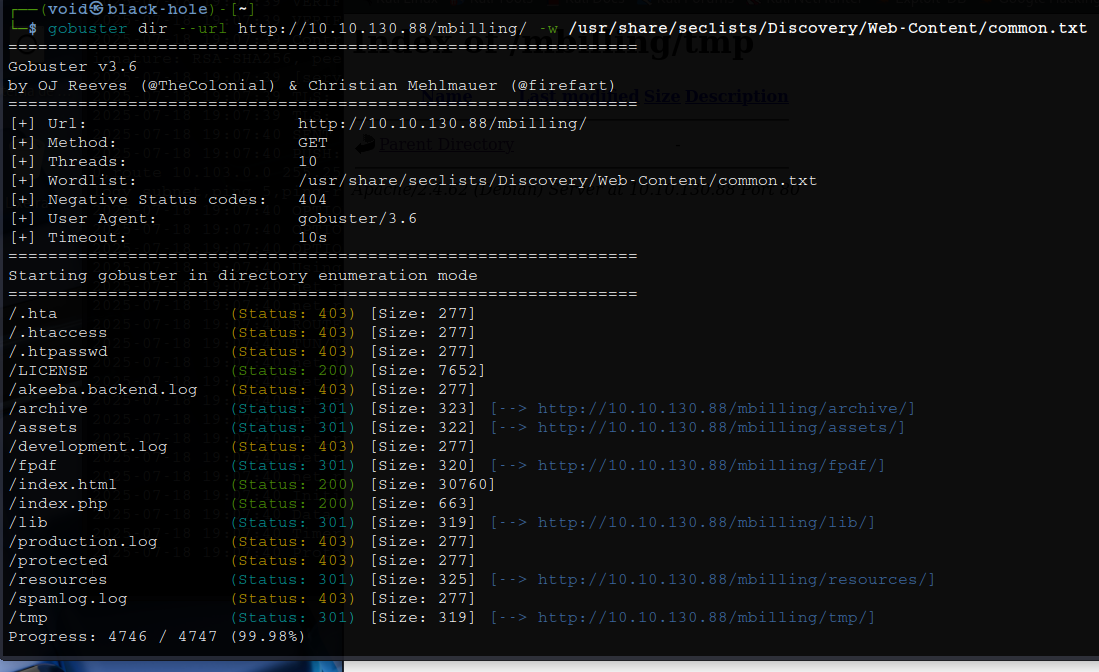 ┌──(void㉿black-hole)-[~]
└─$ gobuster dir --url http://10.10.130.88/mbilling/ -w /usr/share/seclists/Discovery/Web-Content/common.txt
===============================================================
Gobuster v3.6
by OJ Reeves (@TheColonial) & Christian Mehlmauer (@firefart)
===============================================================
[+] Url:                     http://10.10.130.88/mbilling/
[+] Method:                  GET
[+] Threads:                 10
[+] Wordlist:                /usr/share/seclists/Discovery/Web-Content/common.txt
[+] Negative Status codes:   404
[+] User Agent:              gobuster/3.6
[+] Timeout:                 10s
===============================================================
Starting gobuster in directory enumeration mode
===============================================================
/.hta                 (Status: 403) [Size: 277]
/.htaccess            (Status: 403) [Size: 277]
/.htpasswd            (Status: 403) [Size: 277]
/LICENSE              (Status: 200) [Size: 7652]
/akeeba.backend.log   (Status: 403) [Size: 277]
/archive              (Status: 301) [Size: 323] [--> http://10.10.130.88/mbilling/archive/]
/assets               (Status: 301) [Size: 322] [--> http://10.10.130.88/mbilling/assets/]
/development.log      (Status: 403) [Size: 277]
/fpdf                 (Status: 301) [Size: 320] [--> http://10.10.130.88/mbilling/fpdf/]
/index.html           (Status: 200) [Size: 30760]
/index.php            (Status: 200) [Size: 663]
/lib                  (Status: 301) [Size: 319] [--> http://10.10.130.88/mbilling/lib/]
/production.log       (Status: 403) [Size: 277]
/protected            (Status: 403) [Size: 277]
/resources            (Status: 301) [Size: 325] [--> http://10.10.130.88/mbilling/resources/]
/spamlog.log          (Status: 403) [Size: 277]
/tmp                  (Status: 301) [Size: 319] [--> http://10.10.130.88/mbilling/tmp/]
Progress: 4746 / 4747 (99.98%)
Size Description
Parent Directory -